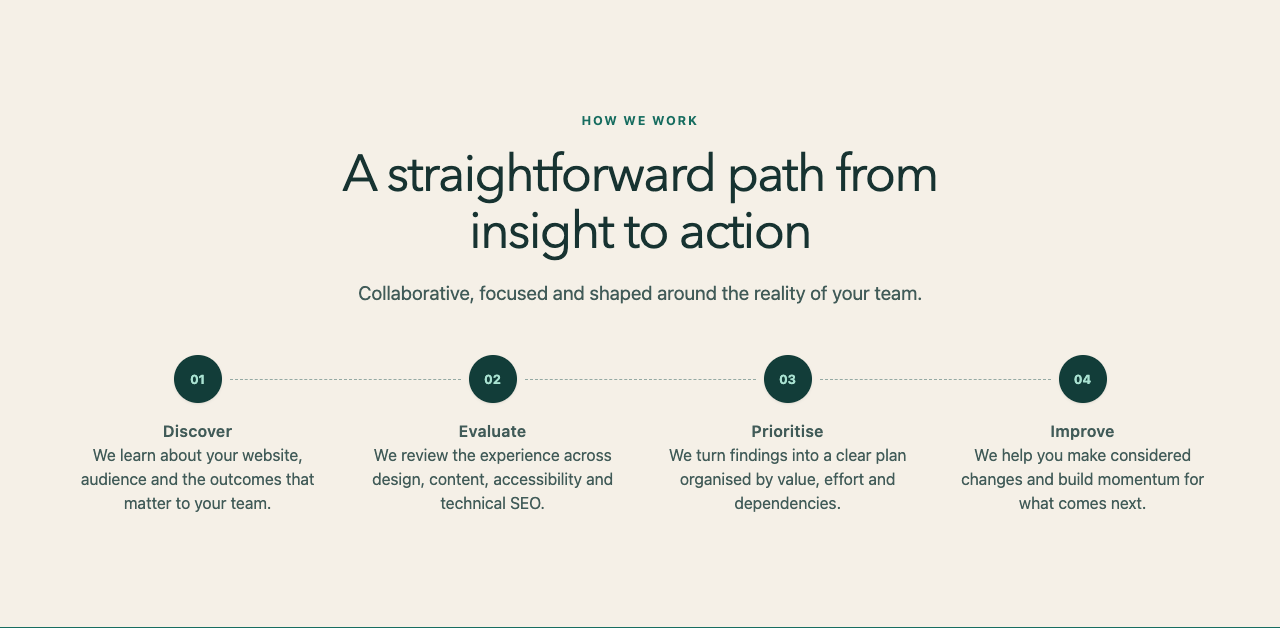 HOW WE WORK
A straightforward path from
insight to action
Collaborative, focused and shaped around the reality of your team.
01
02
03
04
Discover
We learn about your website,
audience and the outcomes that
matter to your team.
Evaluate
We review the experience across
design, content, accessibility and
technical SEO.
Prioritise
We turn findings into a clear plan
organised by value, effort and
dependencies.
Improve
We help you make considered
changes and build momentum for
what comes next.